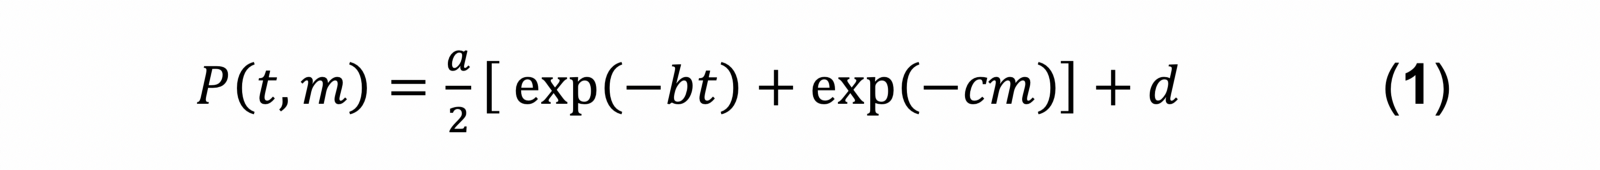 P(t, m) = a/2 [ exp(−bt) + exp(−cm)] + d (1)